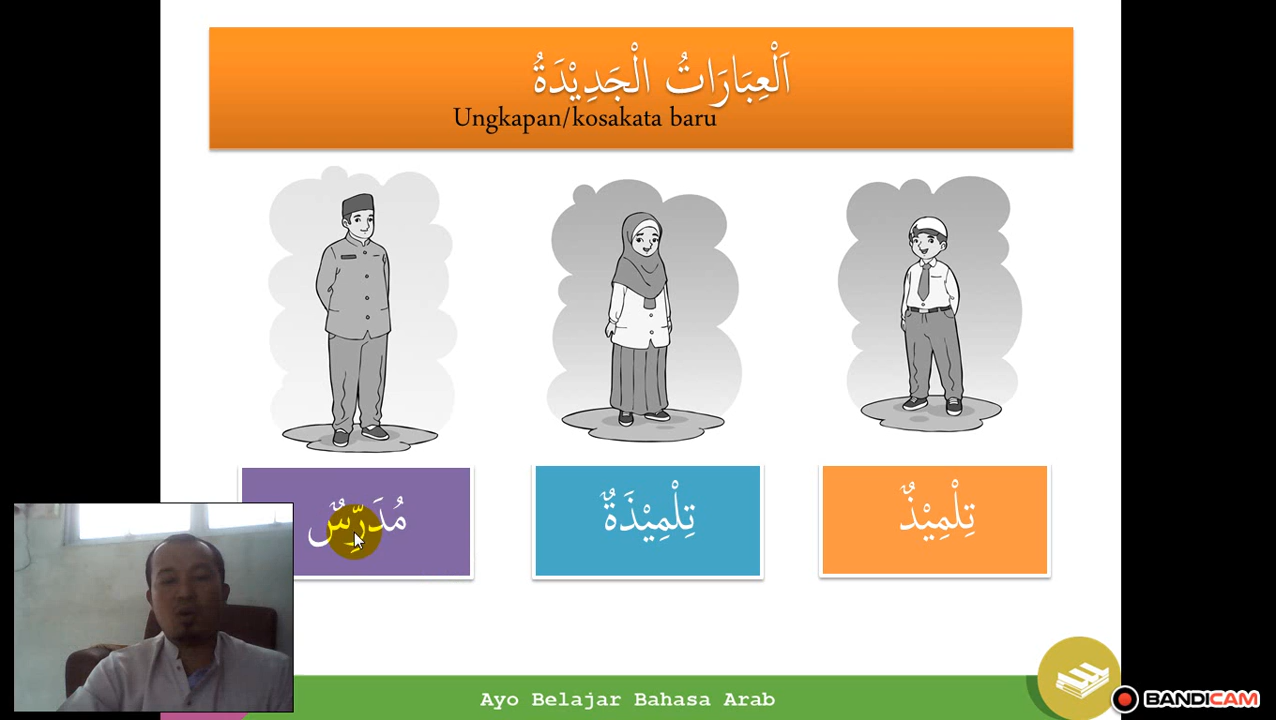 اَلْعِبَارَاتُ الْجَدِيْدَةُ
Ungkapan/kosakata baru
تِلْمِيْذٌ
تِلْمِيْذَةٌ
مُدَرِّسٌ
Ayo Belajar Bahasa Arab
BANDICAM